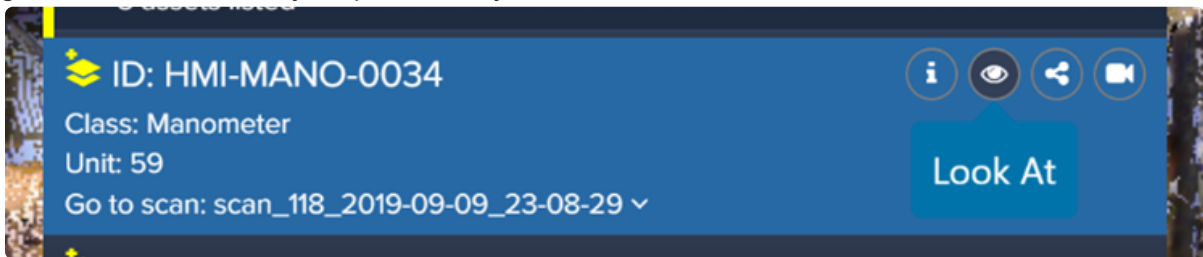 ID: HMI-MANO-0034
Class: Manometer
Unit: 59
Look At
Go to scan: scan_118_2019-09-09_23-08-29